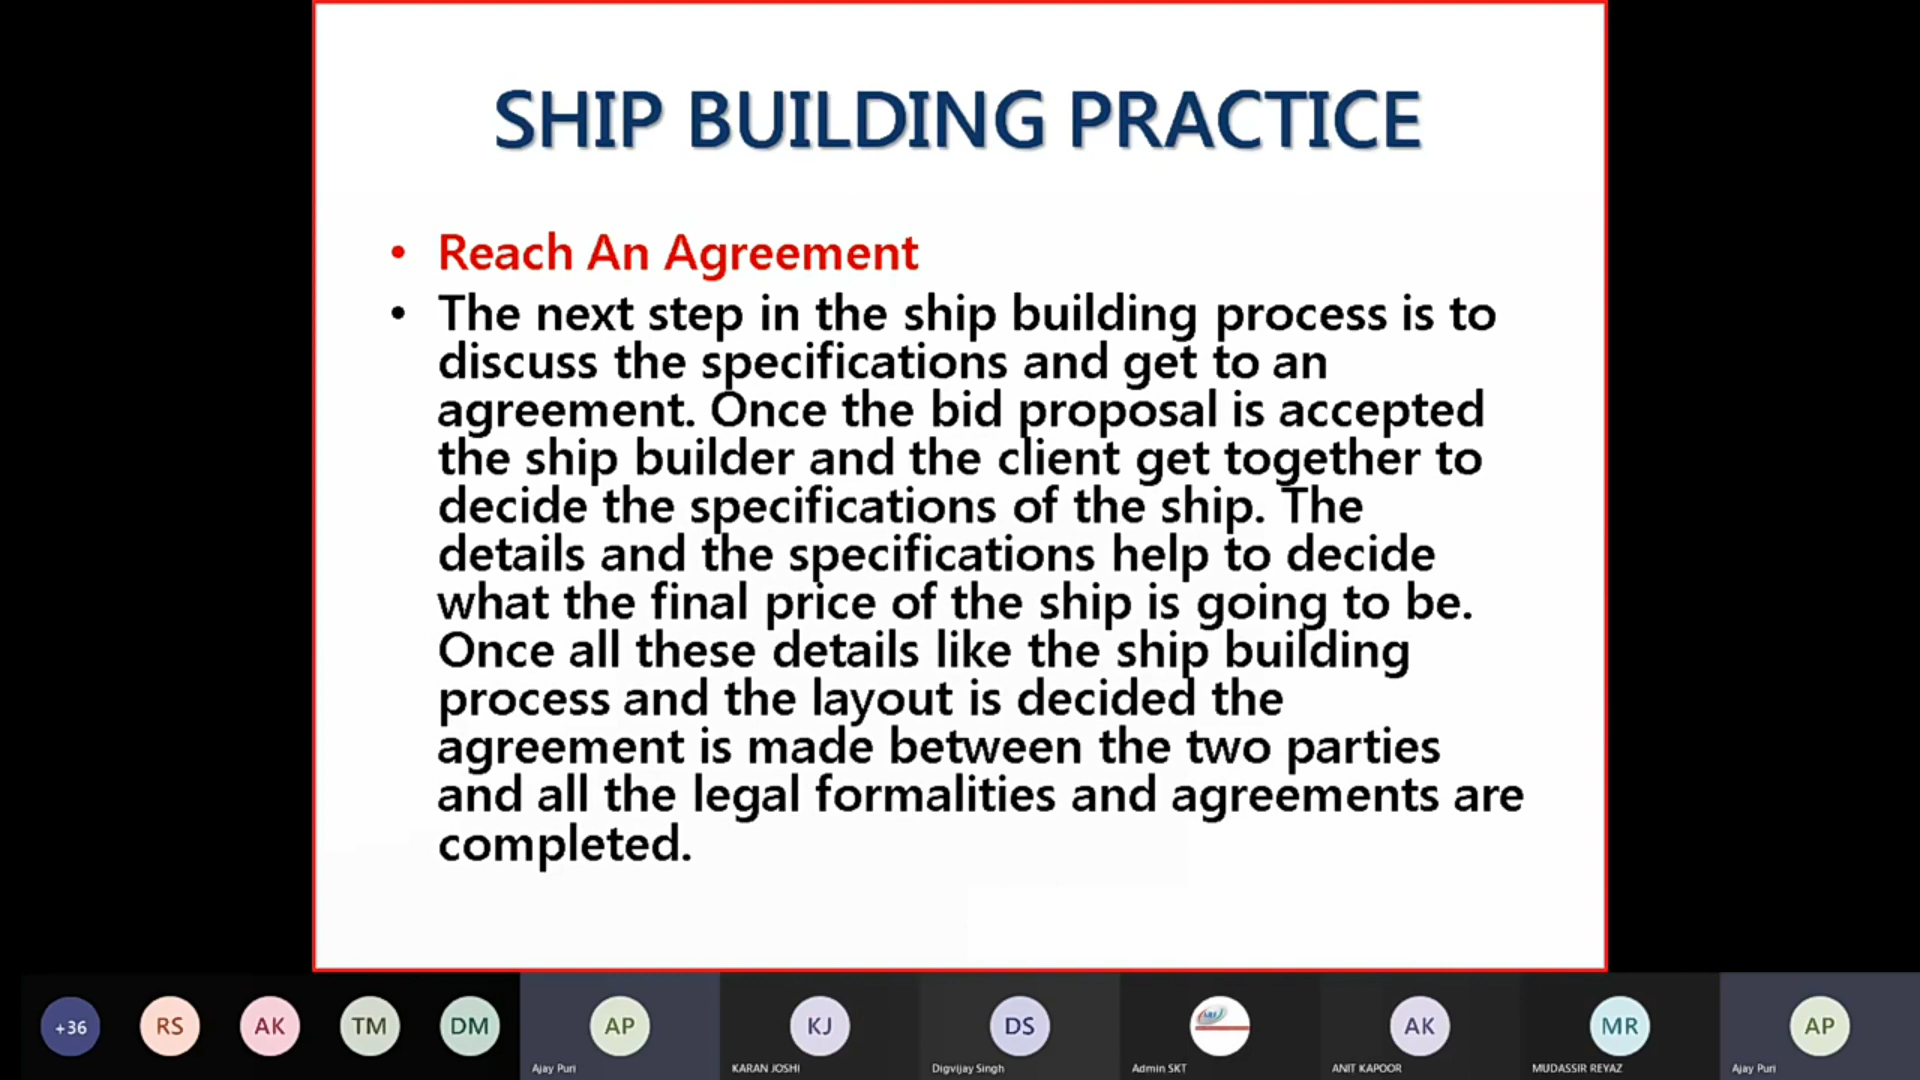 SHIP BUILDING PRACTICE
• Reach An Agreement
• The next step in the ship building process is to
discuss the specifications and get to an
agreement. Once the bid proposal is accepted
the ship builder and the client get together to
decide the specifications of the ship. The
details and the specifications help to decide
what the final price of the ship is going to be.
Once all these details like the ship building
process and the layout is decided the
agreement is made between the two parties
and all the legal formalities and agreements are
completed.
+36 RS AK TM DM AP KJ DS AK MR AP
Ajay Puri KARAN JOSHI Digvijay Singh Admin SKT ANIT KAPOOR MUDASSIR REYAZ Ajay Puri